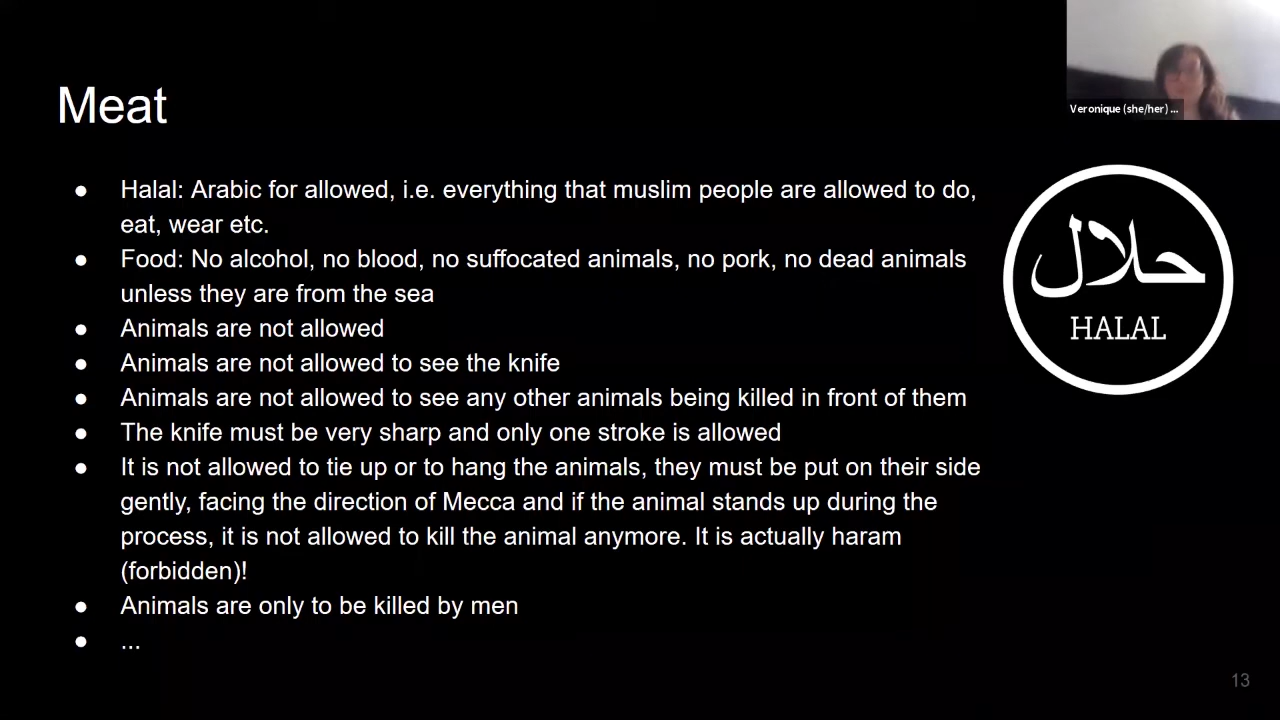 Veronique (she/her) ...
Meat
● Halal: Arabic for allowed, i.e. everything that muslim people are allowed to do,
eat, wear etc.
● Food: No alcohol, no blood, no suffocated animals, no pork, no dead animals
unless they are from the sea
● Animals are not allowed
● Animals are not allowed to see the knife
● Animals are not allowed to see any other animals being killed in front of them
● The knife must be very sharp and only one stroke is allowed
● It is not allowed to tie up or to hang the animals, they must be put on their side
gently, facing the direction of Mecca and if the animal stands up during the
process, it is not allowed to kill the animal anymore. It is actually haram
(forbidden)!
● Animals are only to be killed by men
● ...
حلال
HALAL
13